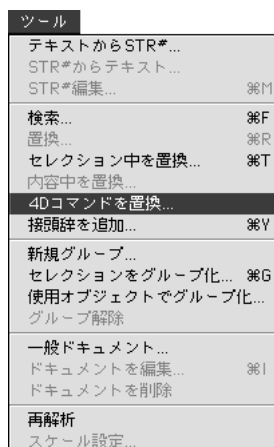 ツール
テキストからSTR#...
STR#からテキスト...
STR#編集... ⌘M
検索... ⌘F
置換... ⌘R
セレクション中を置換... ⌘T
内容中を置換...
4Dコマンドを置換...
接頭辞を追加... ⌘Y
新規グループ...
セレクションをグループ化... ⌘G
使用オブジェクトでグループ化...
グループ解除
一般ドキュメント...
ドキュメントを編集... ⌘I
ドキュメントを削除
再解析
スケール設定...